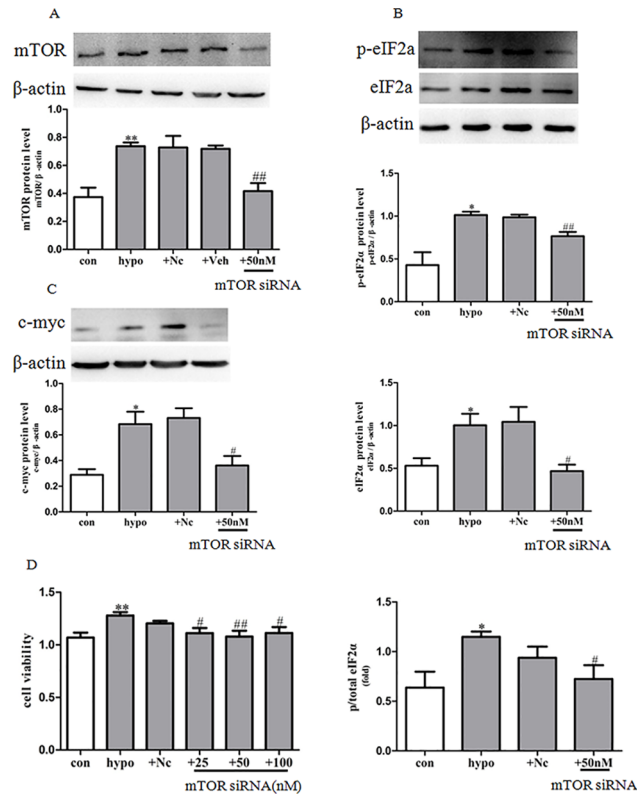 A
mTOR
β-actin
mTOR protein level
mTOR/β-actin
0.8
0.6
0.4
0.2
0.0
**
##
con hypo +Nc +Veh +50nM
mTOR siRNA
B
p-eIF2a
eIF2a
β-actin
p-eIF2α protein level
p-eIF2α/β-actin
1.5
1.0
0.5
0.0
*
##
con hypo +Nc +50nM
mTOR siRNA
C
c-myc
β-actin
c-myc protein level
c-myc/β-actin
1.0
0.8
0.6
0.4
0.2
0.0
*
#
con hypo +Nc +50nM
mTOR siRNA
eIF2α protein level
eIF2α/β-actin
1.5
1.0
0.5
0.0
*
#
con hypo +Nc +50nM
mTOR siRNA
D
cell viability
1.5
1.0
0.5
0.0
**
# ## #
con hypo +Nc +25 +50 +100
mTOR siRNA(nM)
p/total eIF2α
(fold)
1.5
1.0
0.5
0.0
*
#
con hypo +Nc +50nM
mTOR siRNA